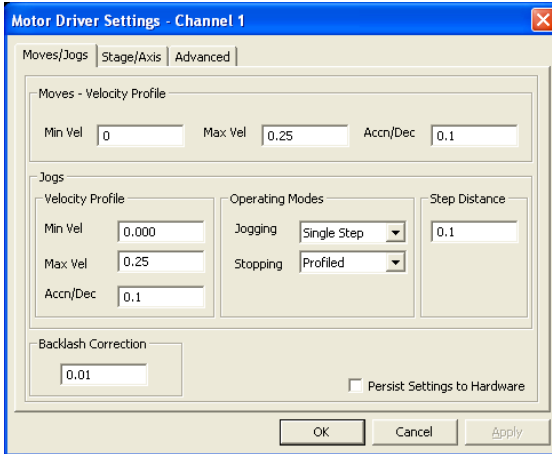 Motor Driver Settings - Channel 1
Moves/Jogs Stage/Axis Advanced
Moves - Velocity Profile
Min Vel 0 Max Vel 0.25 Accn/Dec 0.1
Jogs
Velocity Profile Operating Modes Step Distance
Min Vel 0.000 Jogging Single Step 0.1
Max Vel 0.25 Stopping Profiled
Accn/Dec 0.1
Backlash Correction
0.01
Persist Settings to Hardware
OK Cancel Apply